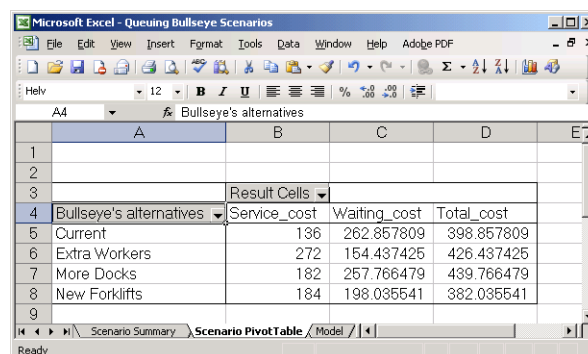 Microsoft Excel - Queuing Bullseye Scenarios
File Edit View Insert Format Tools Data Window Help Adobe PDF
Helv 12 B I U
A4 fx Bullseye's alternatives
A B C D E
1
2
3 Result Cells
4 Bullseye's alternatives Service_cost Waiting_cost Total_cost
5 Current 136 262.857809 398.857809
6 Extra Workers 272 154.437425 426.437425
7 More Docks 182 257.766479 439.766479
8 New Forklifts 184 198.035541 382.035541
9
Scenario Summary Scenario PivotTable Model
Ready